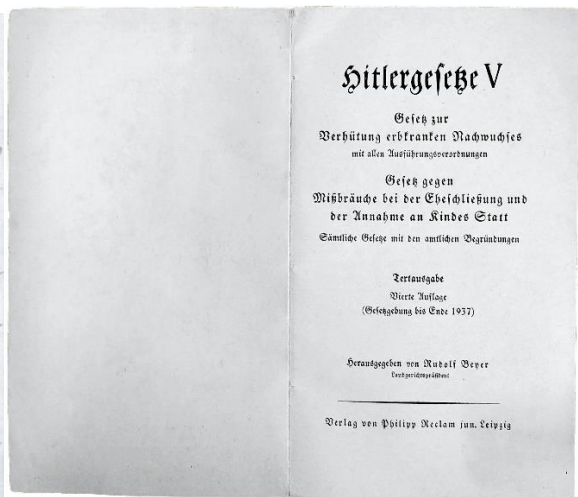 Hitlergesetze V
Gesetz zur
Verhütung erbkranken Nachwuchses
mit allen Ausführungsverordnungen
Gesetz gegen
Mißbräuche bei der Eheschließung und
der Annahme an Kindes Statt
Sämtliche Gesetze mit den amtlichen Begründungen
Textausgabe
Vierte Auflage
(Gesetzgebung bis Ende 1937)
Herausgegeben von Rudolf Beyer
Landgerichtspräsident
Verlag von Philipp Reclam jun. Leipzig